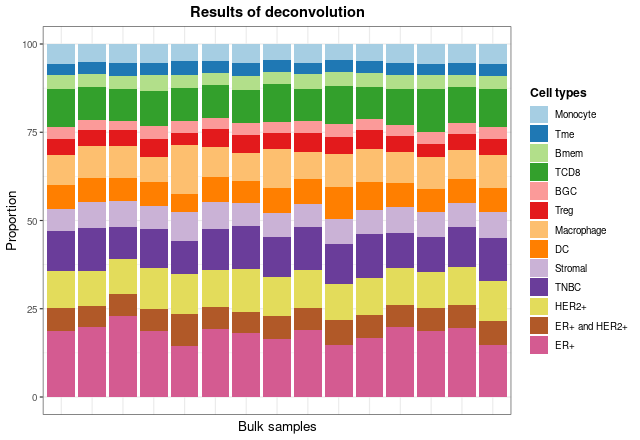 Results of deconvolution
Proportion
100
75
50
25
0
Bulk samples
Cell types
Monocyte
Tme
Bmem
TCD8
BGC
Treg
Macrophage
DC
Stromal
TNBC
HER2+
ER+ and HER2+
ER+